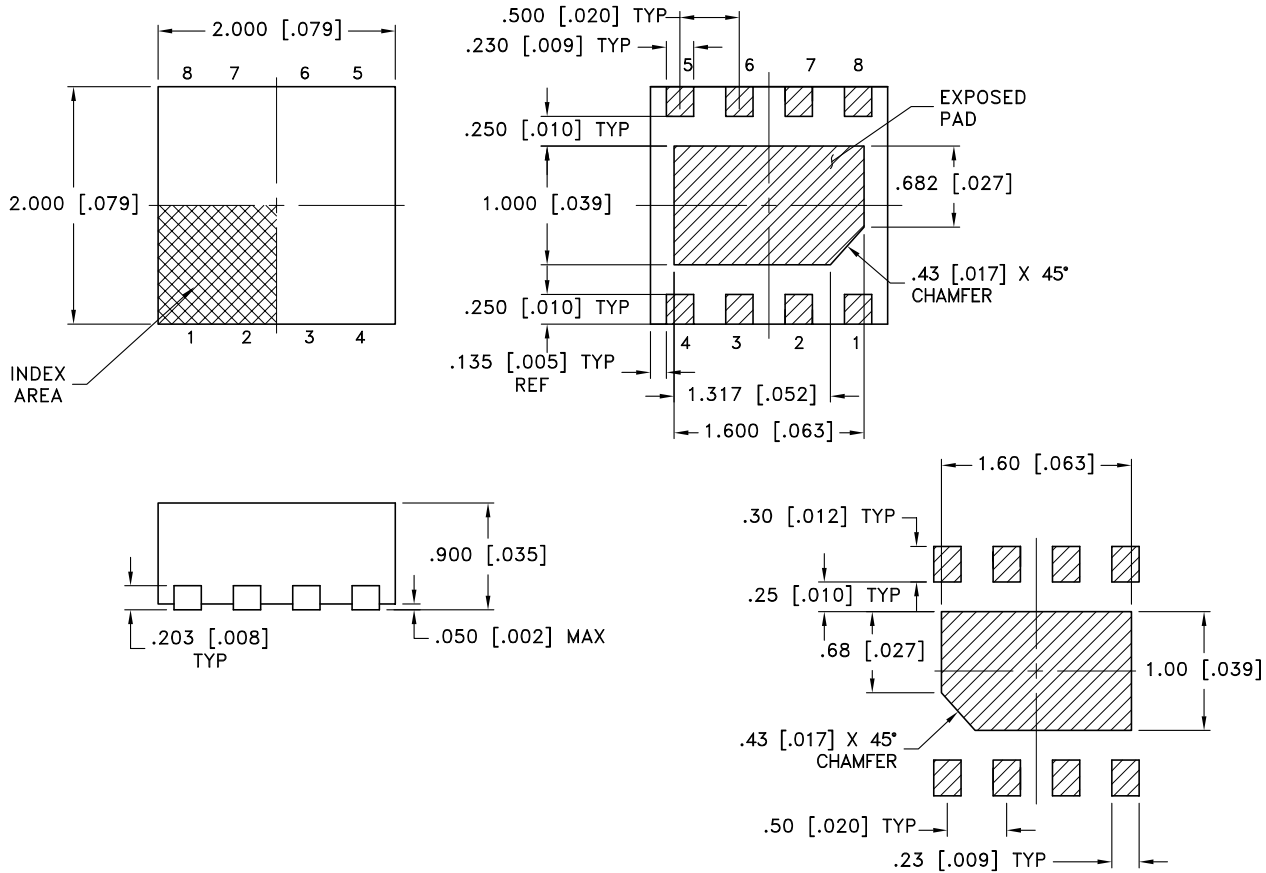 2.000 [.079]
8 7 6 5
2.000 [.079]
1 2 3 4
INDEX
AREA
.500 [.020] TYP
.230 [.009] TYP
5 6 7 8
.250 [.010] TYP
EXPOSED
PAD
1.000 [.039]
.682 [.027]
.43 [.017] X 45°
CHAMFER
.250 [.010] TYP
4 3 2 1
.135 [.005] TYP
REF
1.317 [.052]
1.600 [.063]
.900 [.035]
.203 [.008]
TYP
.050 [.002] MAX
1.60 [.063]
.30 [.012] TYP
.25 [.010] TYP
.68 [.027]
1.00 [.039]
.43 [.017] X 45°
CHAMFER
.50 [.020] TYP
.23 [.009] TYP